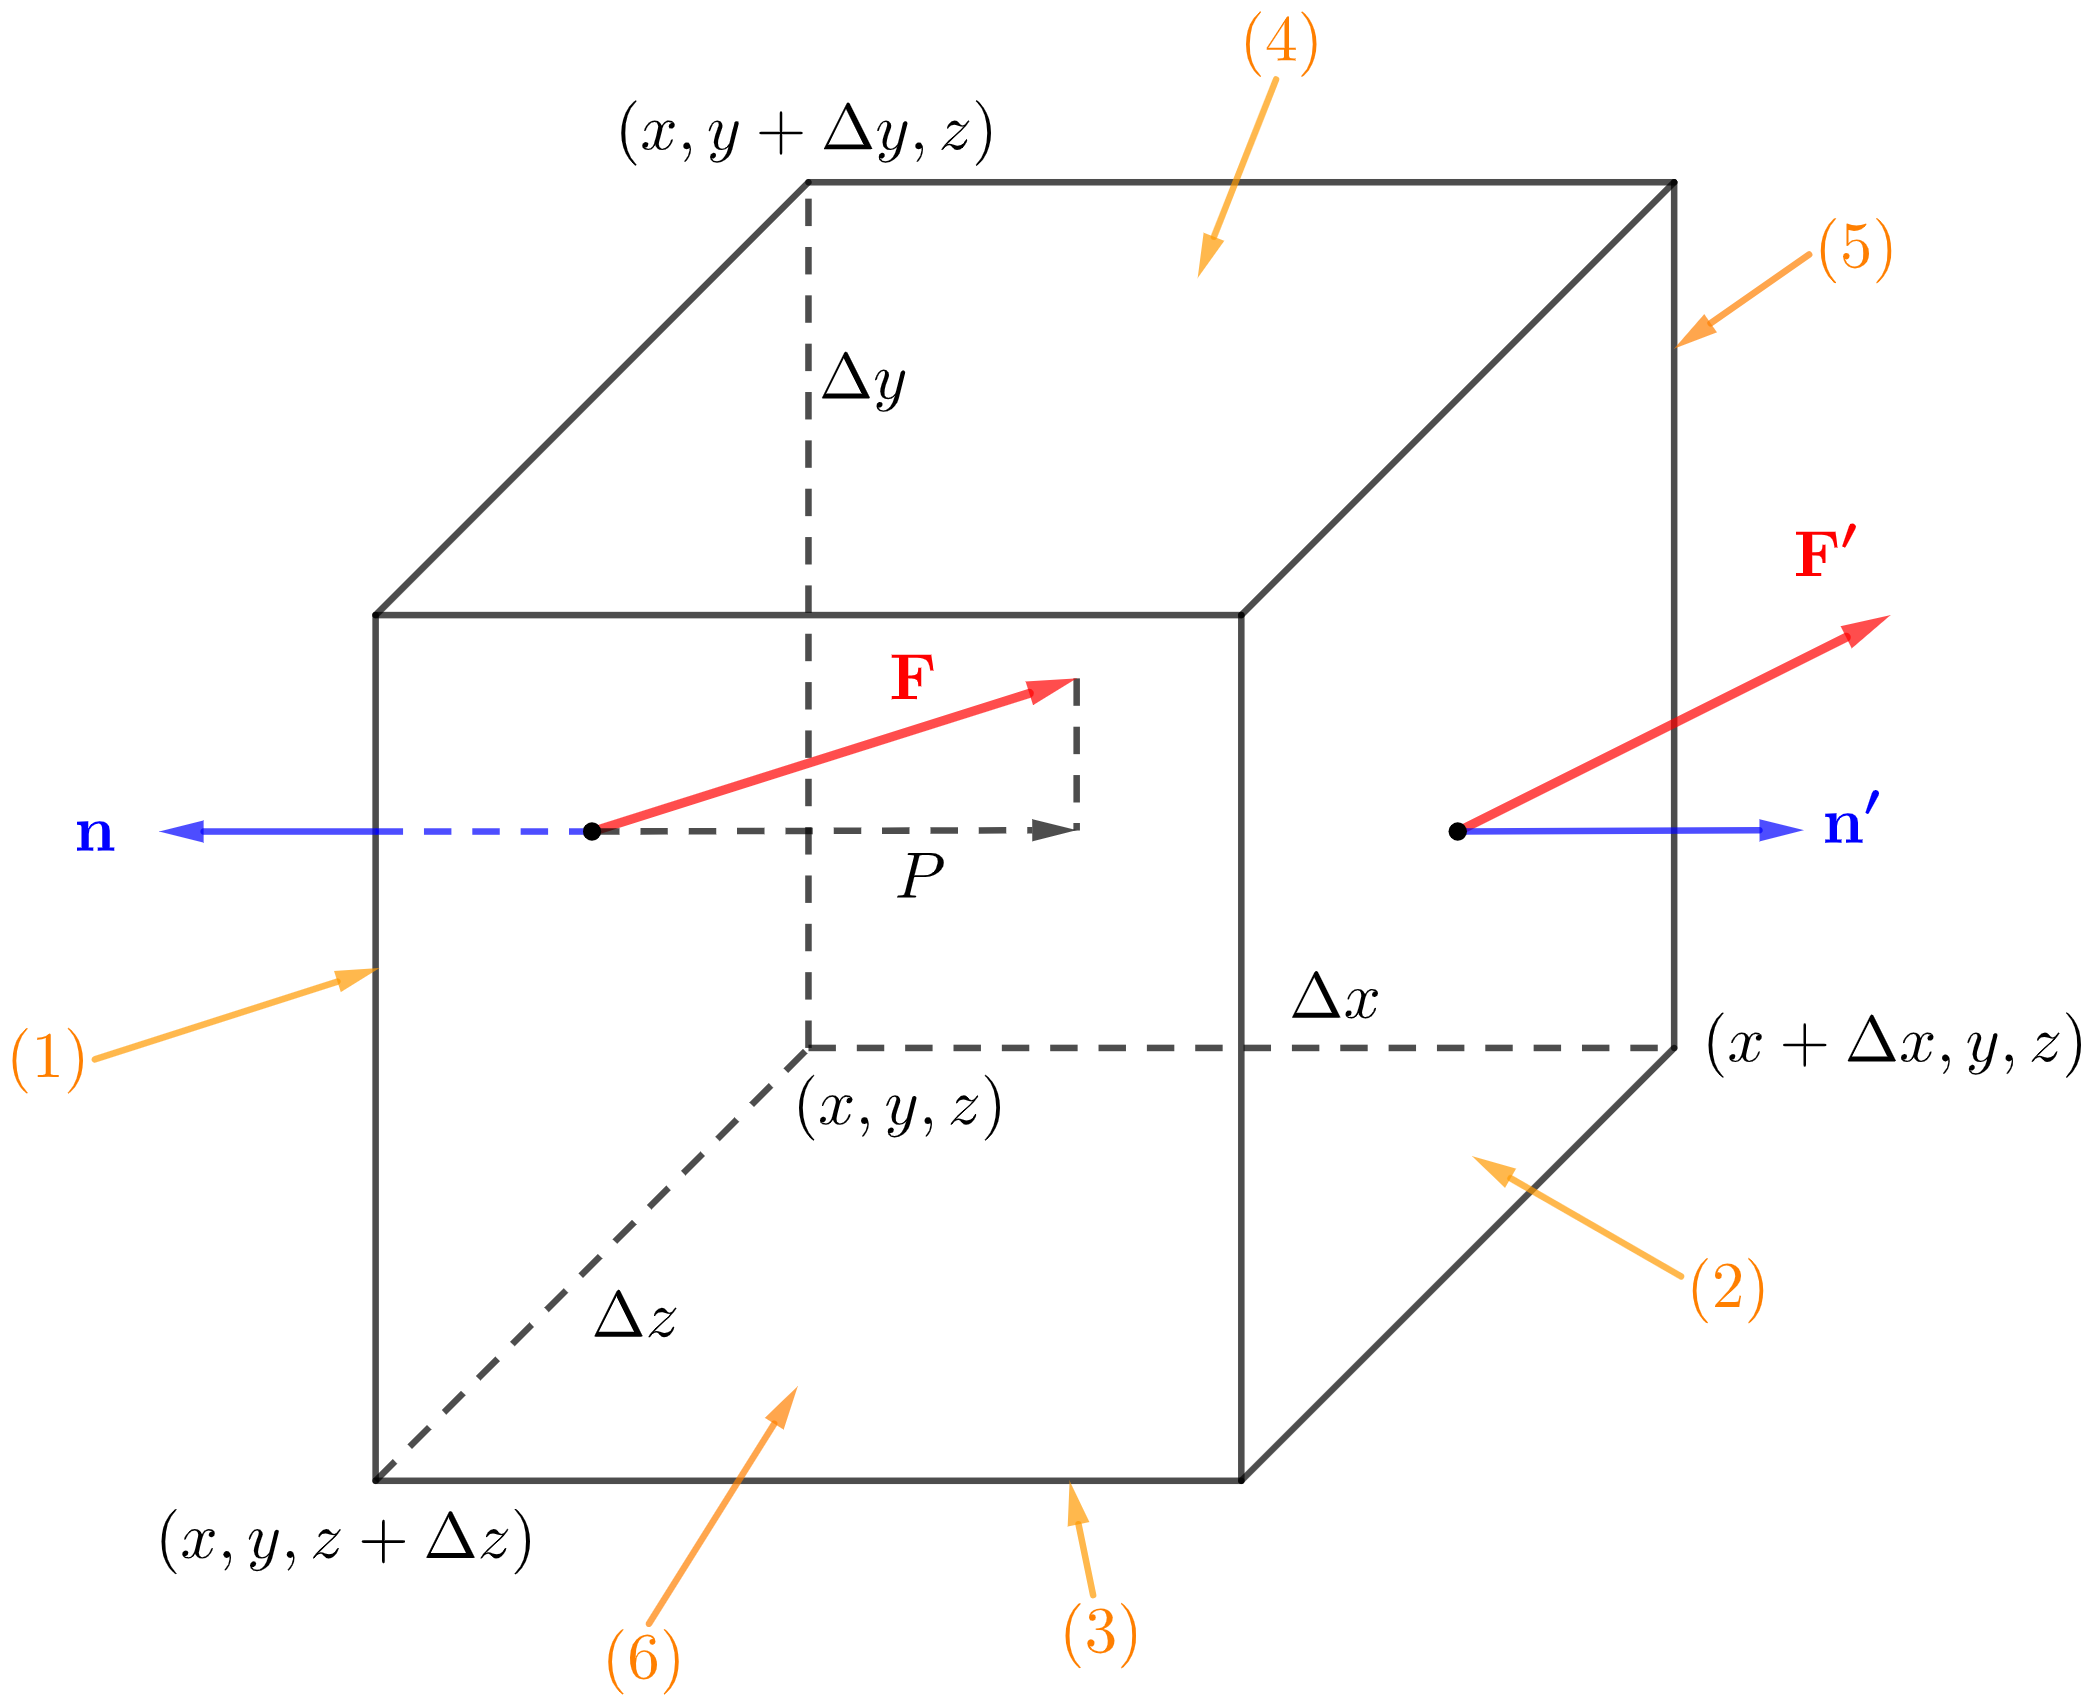 (4)
(x, y + Δy, z)
(5)
Δy
F′
F
n
n′
P
Δx
(x + Δx, y, z)
(1)
(x, y, z)
(2)
Δz
(x, y, z + Δz)
(3)
(6)